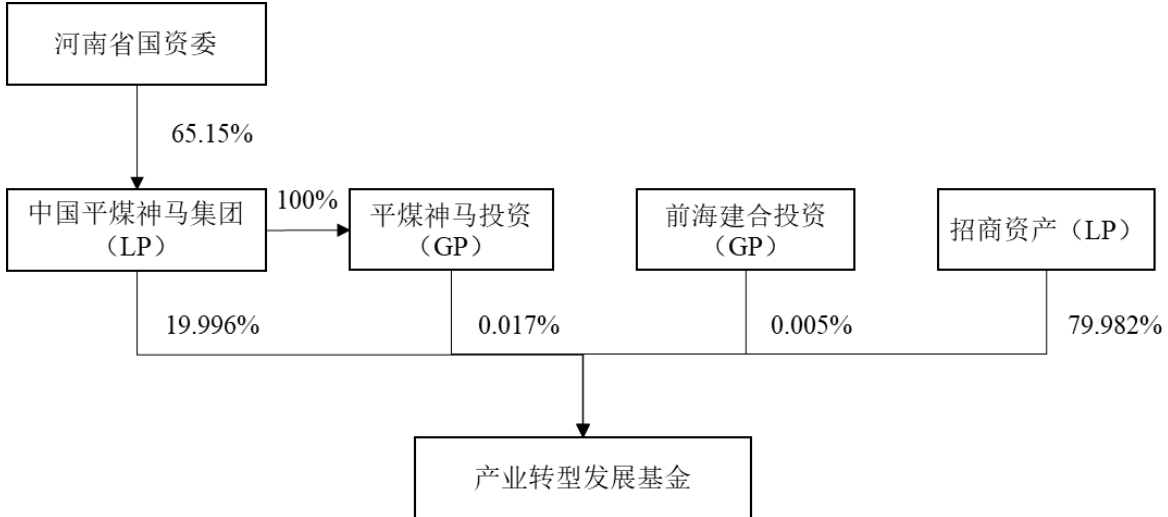 河南省国资委
65.15%
中国平煤神马集团
（LP）
100%
平煤神马投资
（GP）
前海建合投资
（GP）
招商资产（LP）
19.996%
0.017%
0.005%
79.982%
产业转型发展基金